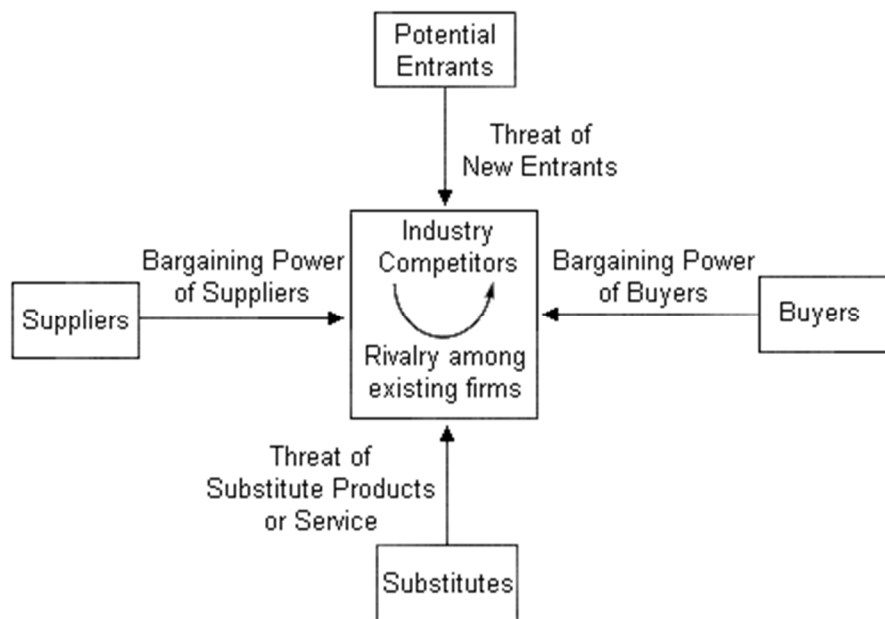 Potential
Entrants
Threat of
New Entrants
Industry
Competitors
Bargaining Power
of Suppliers
Bargaining Power
of Buyers
Suppliers
Buyers
Rivalry among
existing firms
Threat of
Substitute Products
or Service
Substitutes